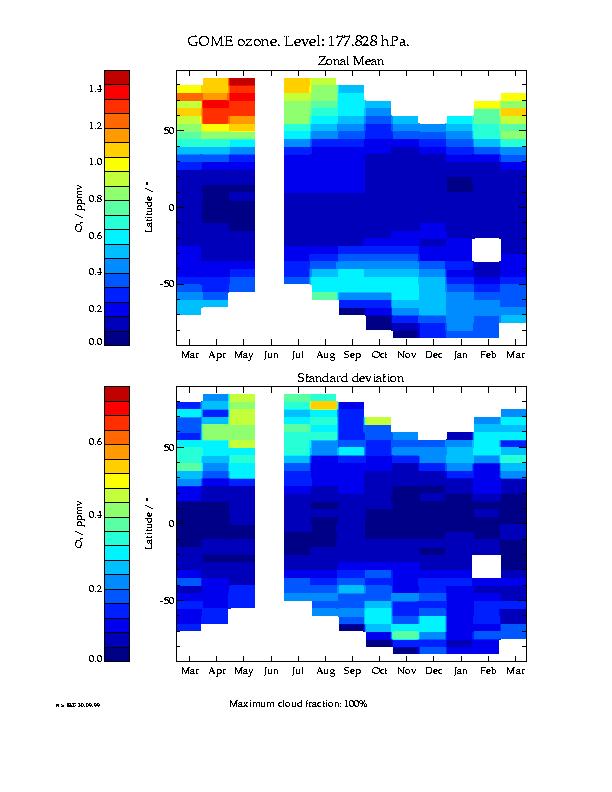 GOME ozone. Level: 177.828 hPa.
Zonal Mean
1.4
1.2
1.0
0.8
0.6
0.4
0.2
0.0
O₃ / ppmv
Latitude / °
50
0
-50
Mar Apr May Jun Jul Aug Sep Oct Nov Dec Jan Feb Mar
Standard deviation
0.6
0.4
0.2
0.0
O₃ / ppmv
Latitude / °
50
0
-50
Mar Apr May Jun Jul Aug Sep Oct Nov Dec Jan Feb Mar
Maximum cloud fraction: 100%